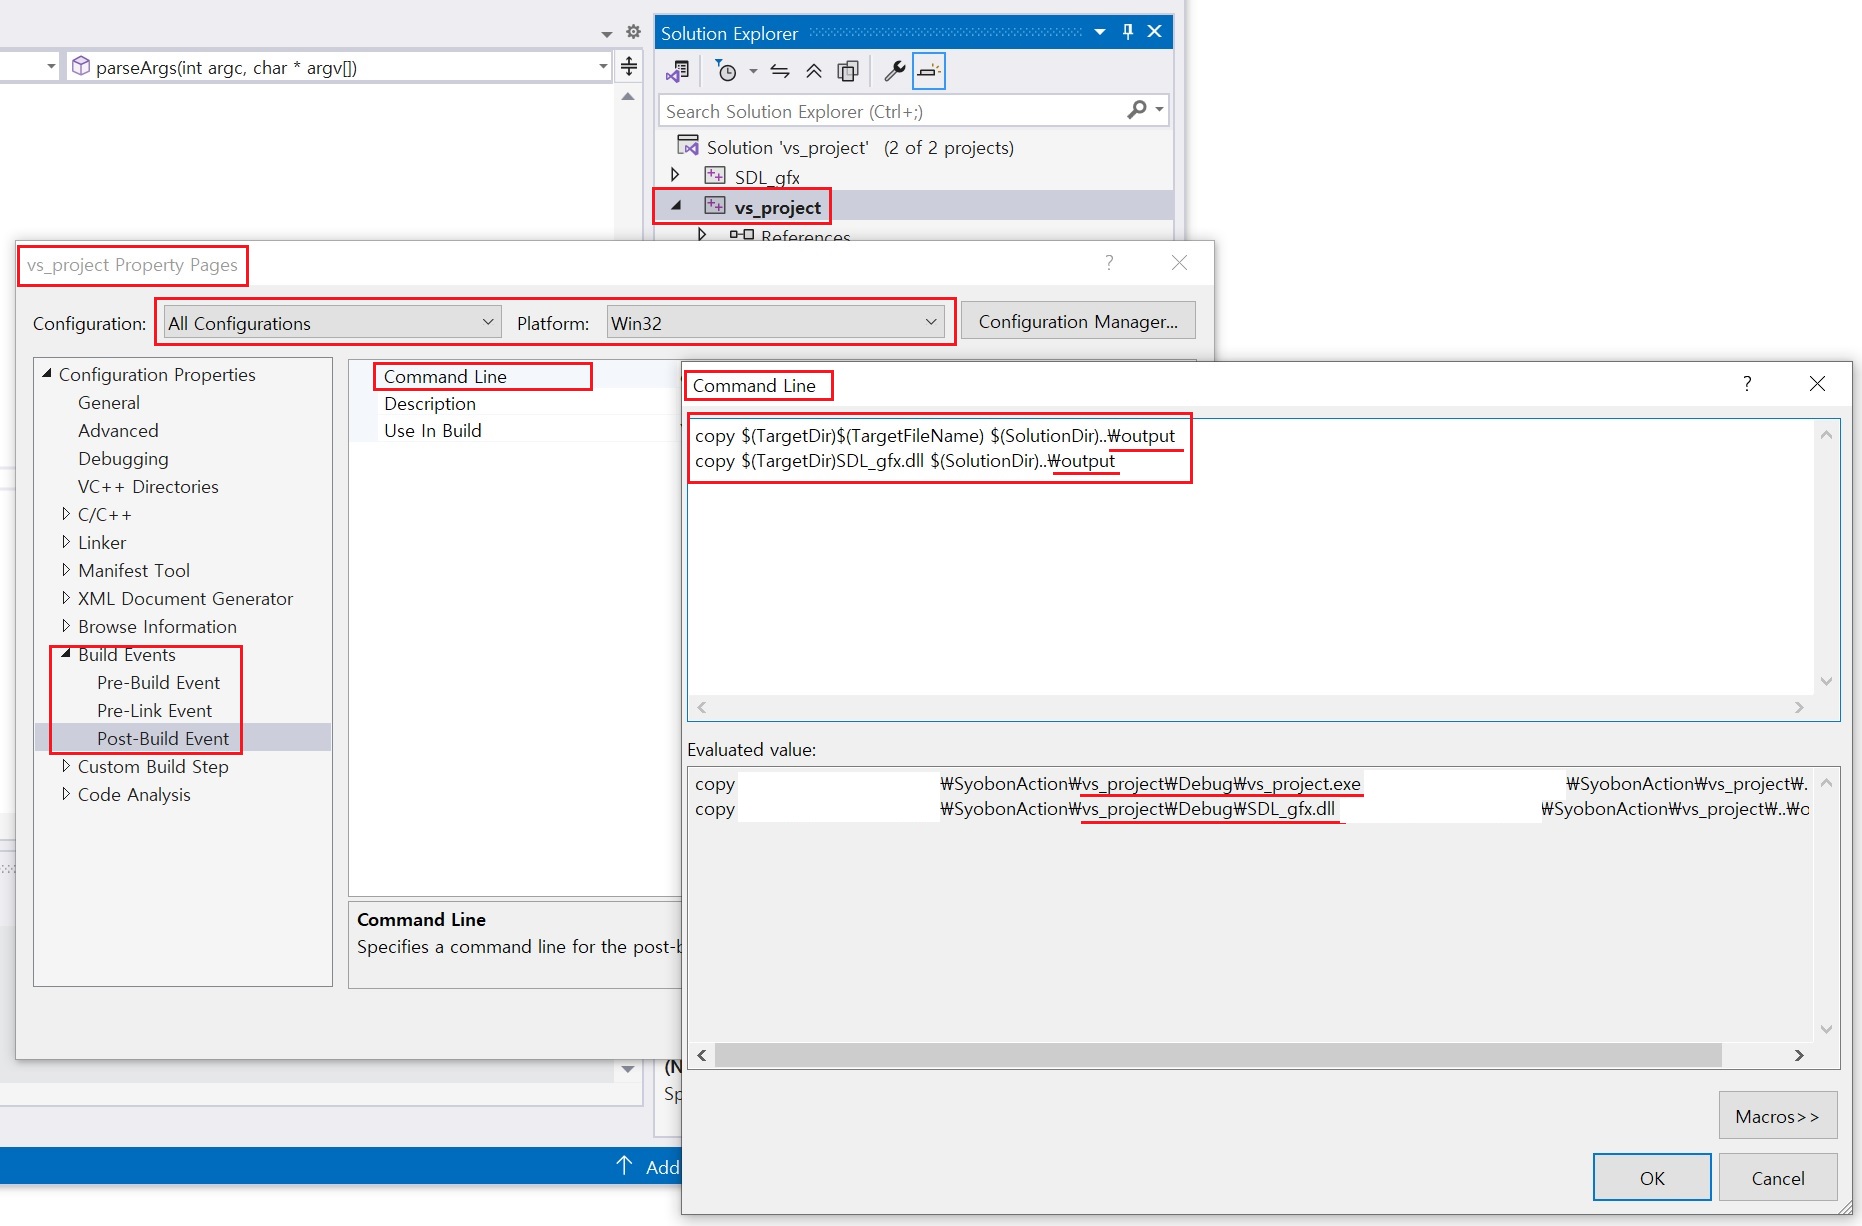 parseArgs(int argc, char * argv[])
Solution Explorer
Search Solution Explorer (Ctrl+;)
Solution 'vs_project' (2 of 2 projects)
SDL_gfx
vs_project
References
vs_project Property Pages
?
Configuration: All Configurations Platform: Win32 Configuration Manager...
Configuration Properties
General
Advanced
Debugging
VC++ Directories
C/C++
Linker
Manifest Tool
XML Document Generator
Browse Information
Build Events
Pre-Build Event
Pre-Link Event
Post-Build Event
Custom Build Step
Code Analysis
Command Line
Description
Use In Build
Command Line
Specifies a command line for the post-b
Command Line
?
copy $(TargetDir)$(TargetFileName) $(SolutionDir)..₩output
copy $(TargetDir)SDL_gfx.dll $(SolutionDir)..₩output
Evaluated value:
copy ₩SyobonAction₩vs_project₩Debug₩vs_project.exe ₩SyobonAction₩vs_project₩.
copy ₩SyobonAction₩vs_project₩Debug₩SDL_gfx.dll ₩SyobonAction₩vs_project₩..₩o
Macros>>
OK
Cancel
(N
Sp
Add